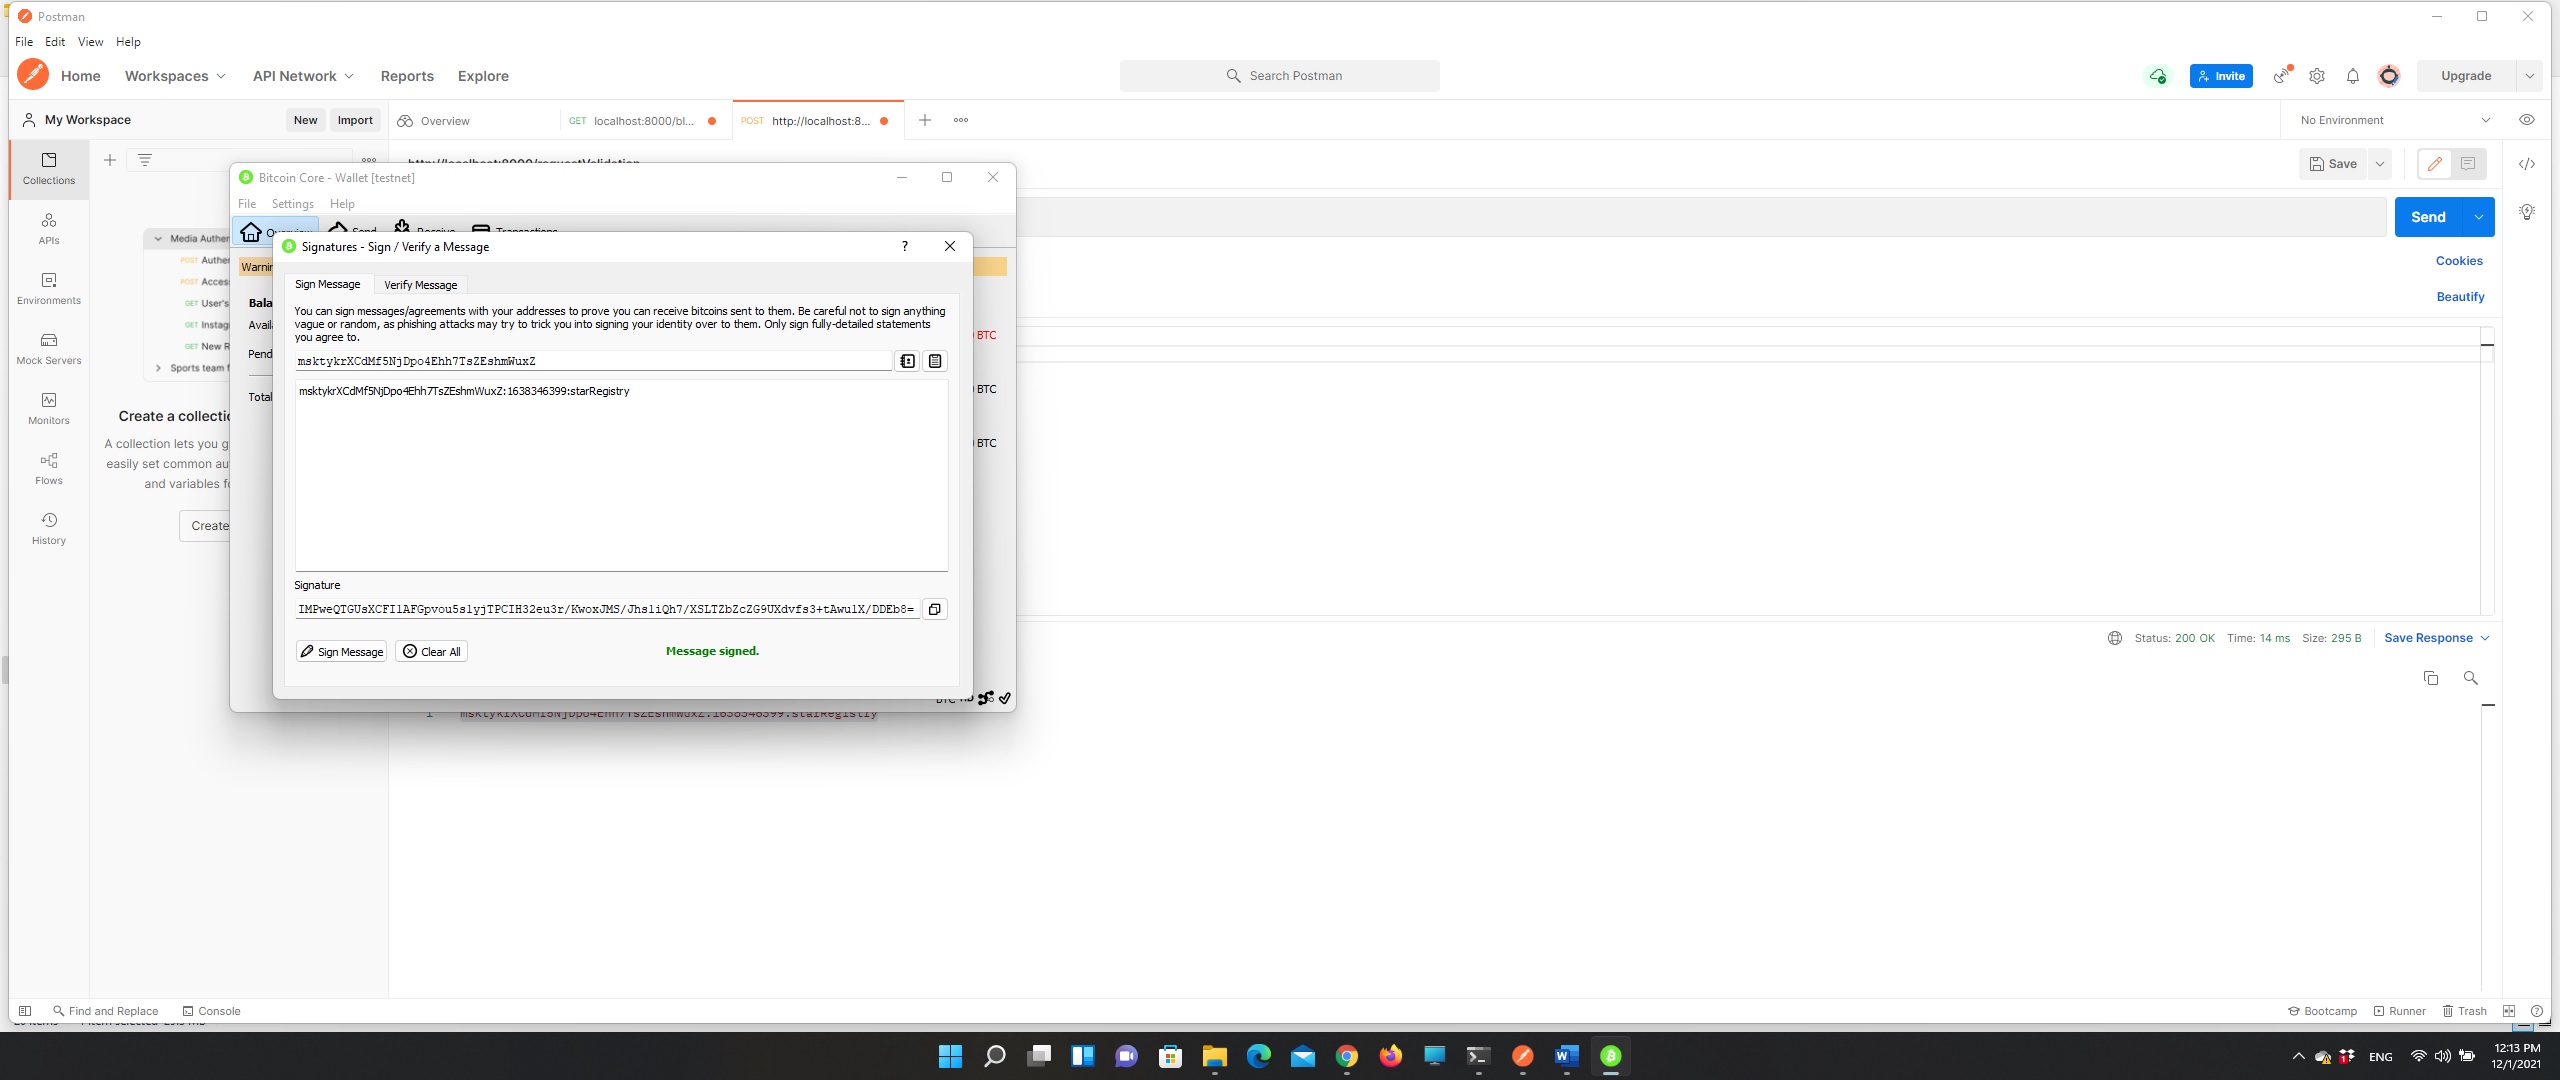 Postman
File Edit View Help
Home Workspaces API Network Reports Explore
Search Postman
Invite
Upgrade
My Workspace
New Import
Overview
GET localhost:8000/bl...
POST http://localhost:8...
No Environment
http://localhost:8000/requestValidation
Save
Collections
APIs
Environments
Mock Servers
Monitors
Flows
History
Media Auther
POST Authe
POST Acces
GET User's
GET Instag
GET New R
Sports team
Create a collectic
A collection lets you g
easily set common au
and variables fo
Create
Send
Cookies
Beautify
Bitcoin Core - Wallet [testnet]
File Settings Help
Overview Send Receive Transactions
Warnin
Bala
Avail
Pend
Total
BTC
BTC
BTC
Signatures - Sign / Verify a Message
?
Sign Message Verify Message
You can sign messages/agreements with your addresses to prove you can receive bitcoins sent to them. Be careful not to sign anything
vague or random, as phishing attacks may try to trick you into signing your identity over to them. Only sign fully-detailed statements
you agree to.
msktykrXCdMf5NjDpo4Ehh7TsZEshmWuxZ
msktykrXCdMf5NjDpo4Ehh7TsZEshmWuxZ:1638346399:starRegistry
Signature
IMPweQTGUsXCFIlAFGpvou5slyjTPCIH32eu3r/KwoxJMS/JhsliQh7/XSLTZbZcZG9UXdvfs3+tAwulX/DDEb8=
Sign Message Clear All
Message signed.
Status: 200 OK Time: 14 ms Size: 295 B Save Response
1 msktykrXCdMf5NjDpo4Ehh7TsZEshmWuxZ:1638346399:starRegistry
Find and Replace Console
Bootcamp Runner Trash
ENG
12:13 PM
12/1/2021